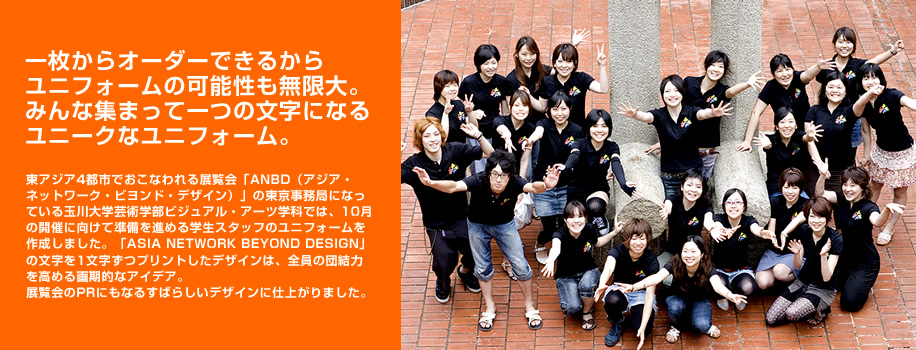 一枚からオーダーできるから
ユニフォームの可能性も無限大。
みんな集まって一つの文字になる
ユニークなユニフォーム。
東アジア4都市でおこなわれる展覧会「ANBD（アジア・
ネットワーク・ビヨンド・デザイン）」の東京事務局になっ
ている玉川大学芸術学部ビジュアル・アーツ学科では、10月
の開催に向けて準備を進める学生スタッフのユニフォームを
作成しました。「ASIA NETWORK BEYOND DESIGN」
の文字を1文字ずつプリントしたデザインは、全員の団結力
を高める画期的なアイデア。
展覧会のPRにもなるすばらしいデザインに仕上がりました。